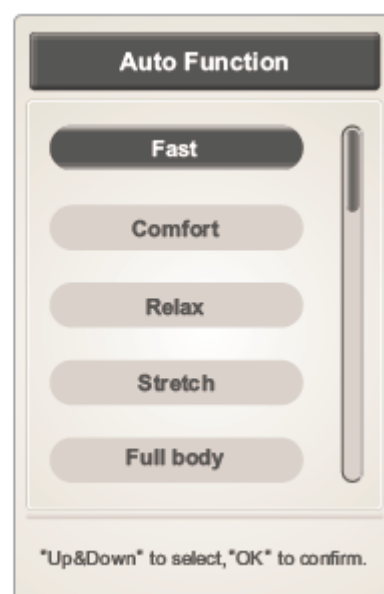 Auto Function
Fast
Comfort
Relax
Stretch
Full body
"Up&Down" to select,"OK" to confirm.